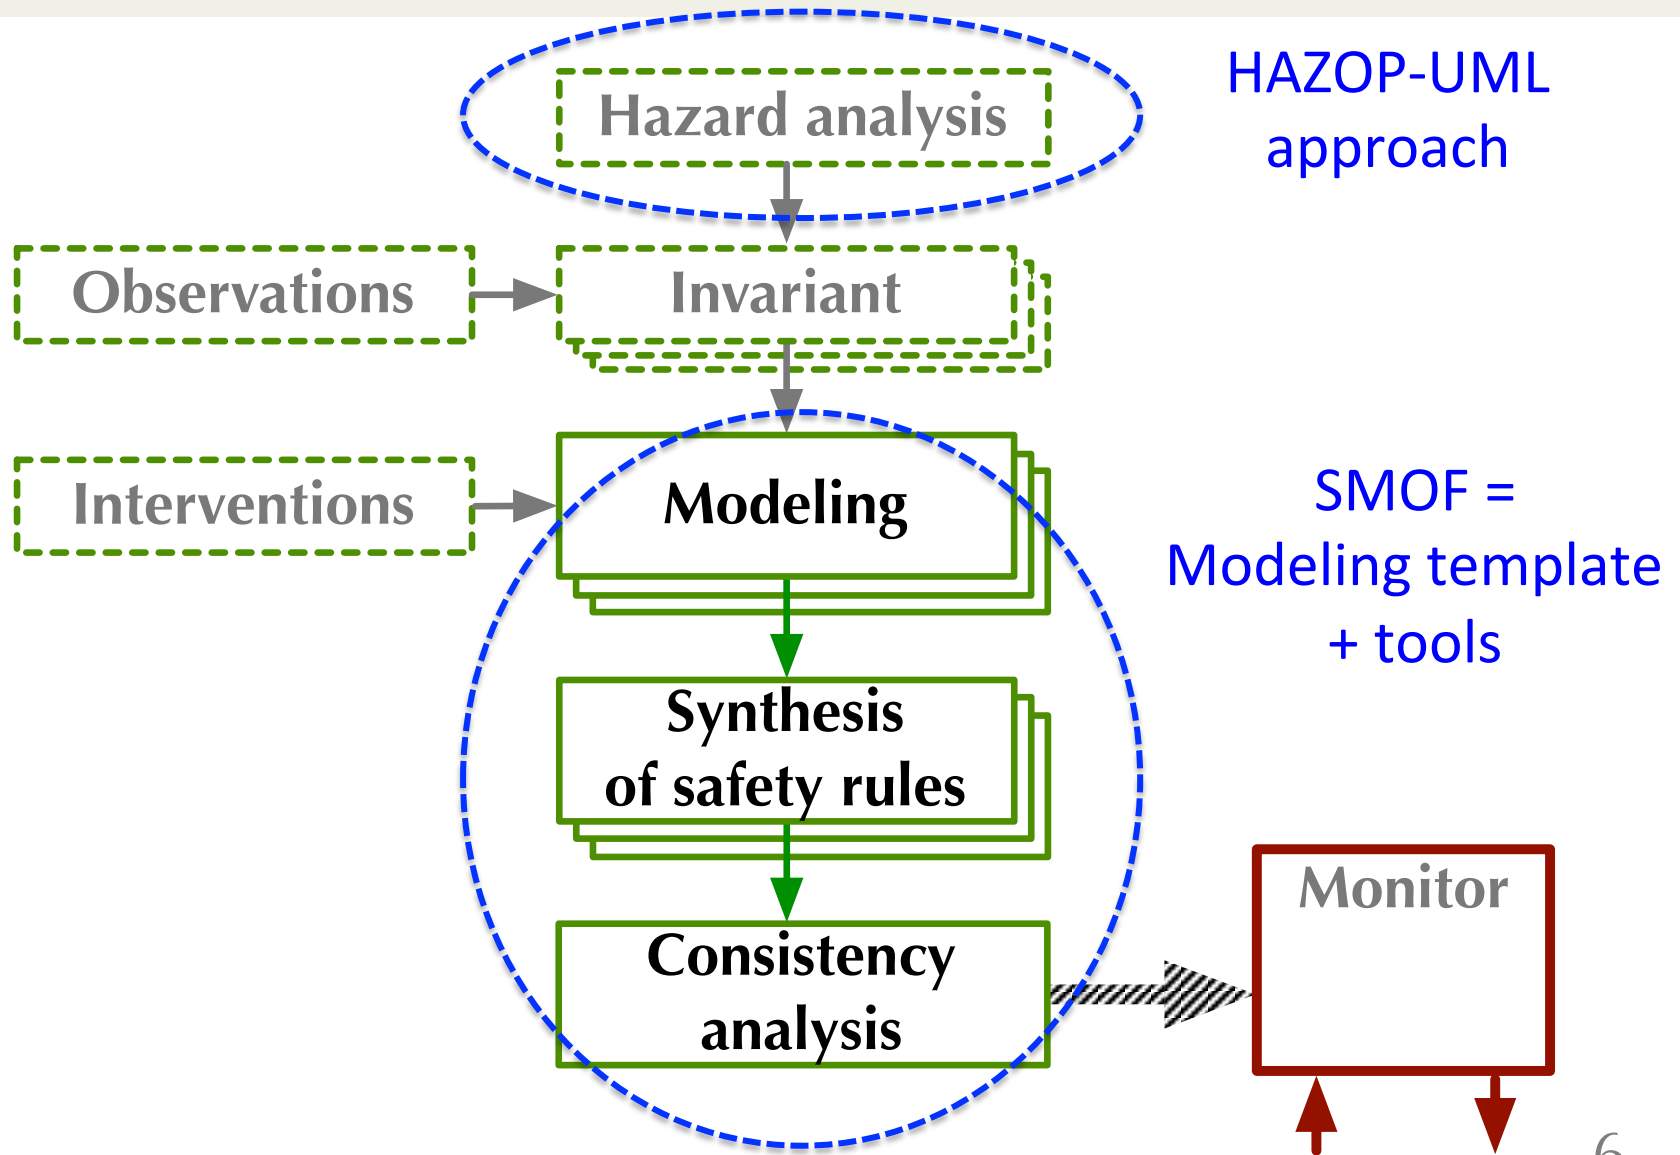 Hazard analysis
HAZOP-UML
approach
Observations
Invariant
Interventions
Modeling
SMOF =
Modeling template
+ tools
Synthesis
of safety rules
Monitor
Consistency
analysis
6